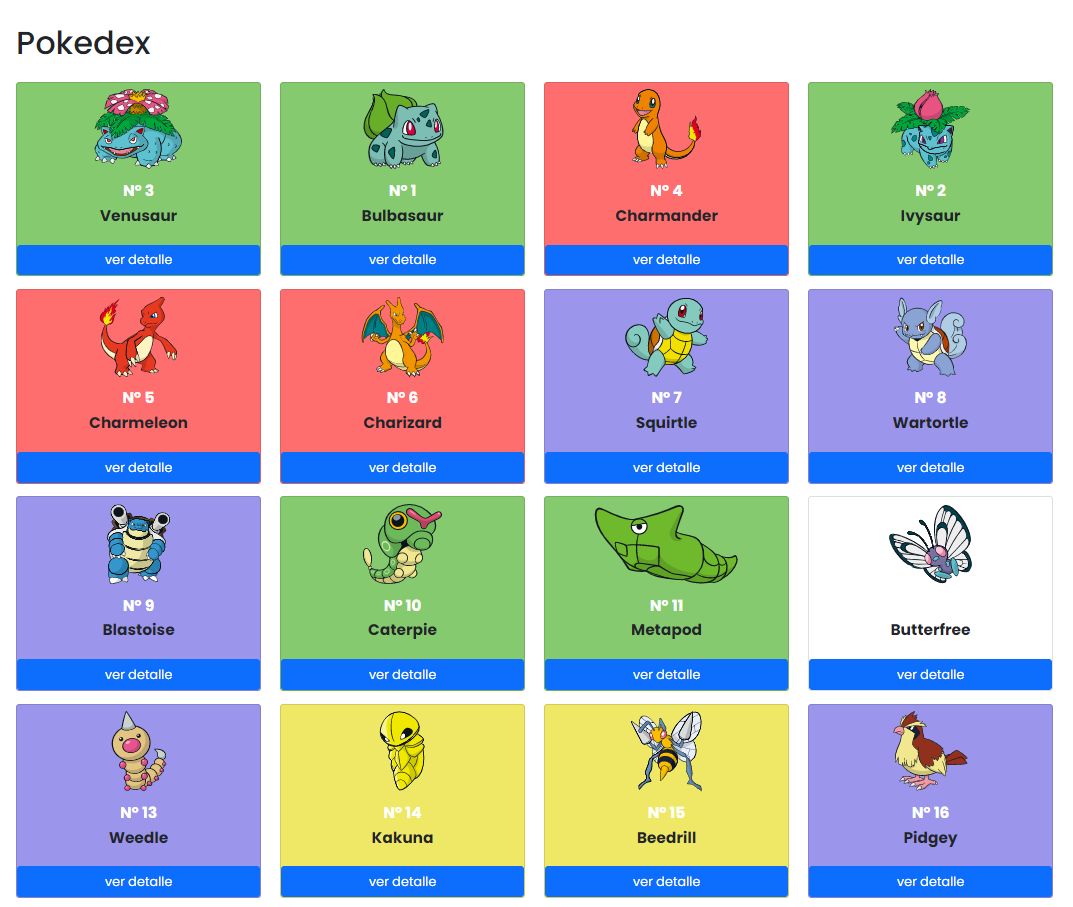 Pokedex
Nº 3
Venusaur
ver detalle
Nº 1
Bulbasaur
ver detalle
Nº 4
Charmander
ver detalle
Nº 2
Ivysaur
ver detalle
Nº 5
Charmeleon
ver detalle
Nº 6
Charizard
ver detalle
Nº 7
Squirtle
ver detalle
Nº 8
Wartortle
ver detalle
Nº 9
Blastoise
ver detalle
Nº 10
Caterpie
ver detalle
Nº 11
Metapod
ver detalle
Butterfree
ver detalle
Nº 13
Weedle
ver detalle
Nº 14
Kakuna
ver detalle
Nº 15
Beedrill
ver detalle
Nº 16
Pidgey
ver detalle